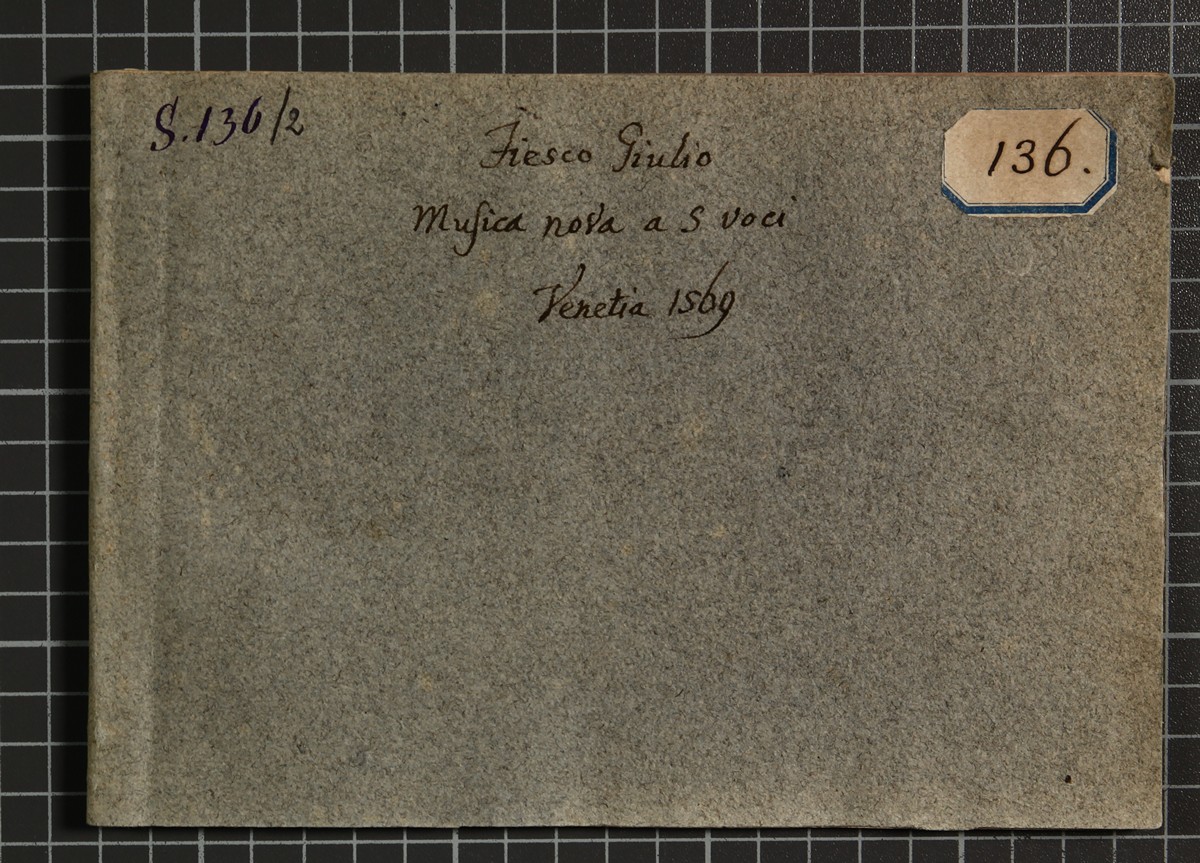 S. 136/2
Fiesco Giulio
136.
Muſica nova a 5 voci
Venetia 1569